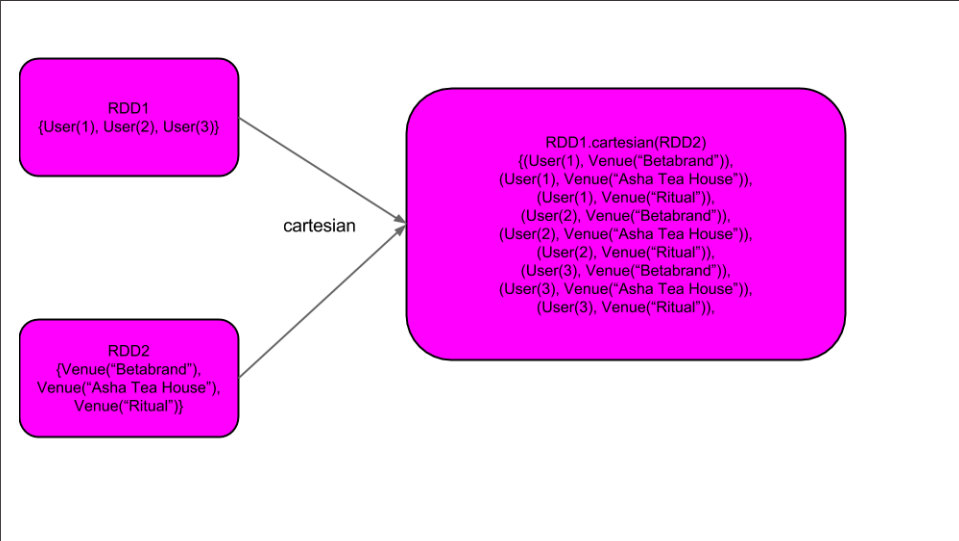 RDD1
{User(1), User(2), User(3)}
cartesian
RDD2
{Venue(“Betabrand”),
Venue(“Asha Tea House”),
Venue(“Ritual”)}
RDD1.cartesian(RDD2)
{(User(1), Venue(“Betabrand”)),
(User(1), Venue(“Asha Tea House”)),
(User(1), Venue(“Ritual”)),
(User(2), Venue(“Betabrand”)),
(User(2), Venue(“Asha Tea House”)),
(User(2), Venue(“Ritual”)),
(User(3), Venue(“Betabrand”)),
(User(3), Venue(“Asha Tea House”)),
(User(3), Venue(“Ritual”)),